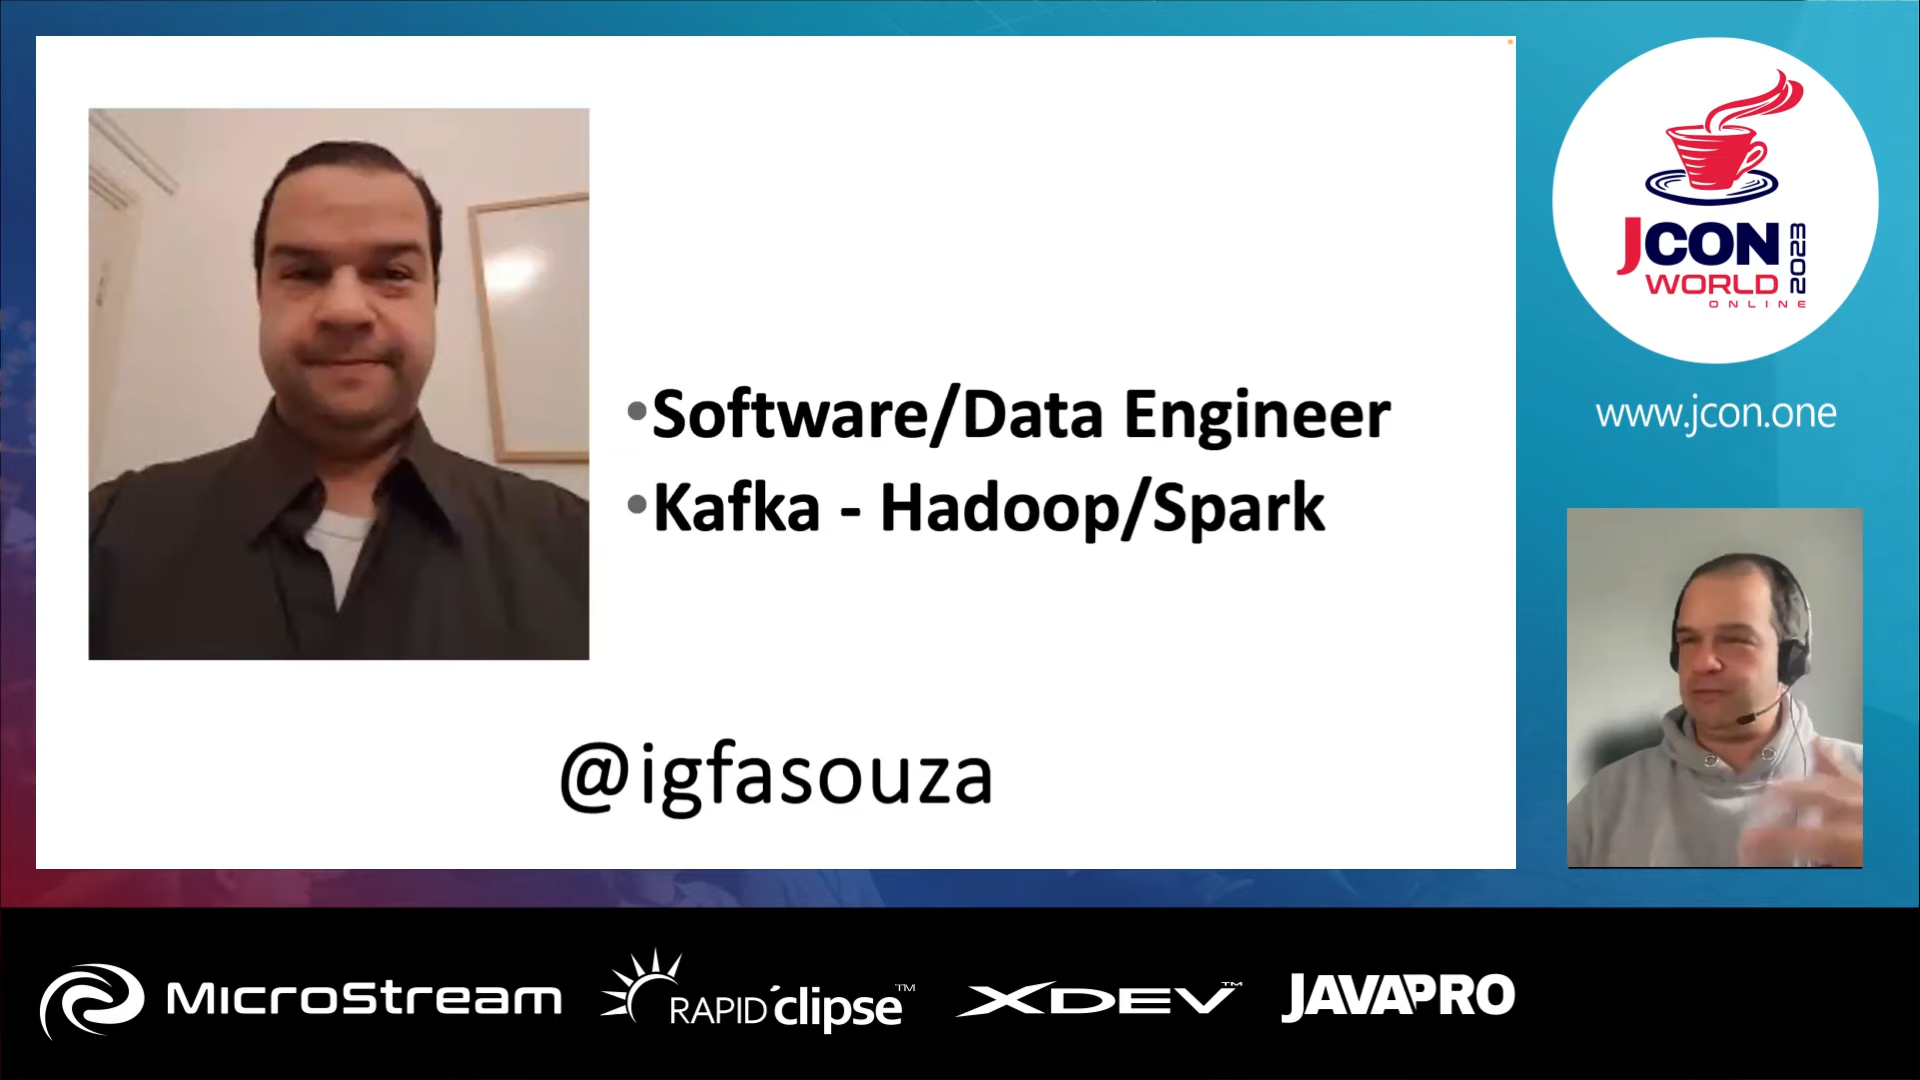 •Software/Data Engineer
•Kafka - Hadoop/Spark
@igfasouza
JCON 2023
WORLD
ONLINE
www.jcon.one
MicroStream
RAPID'clipse™
XDEV™
JAVAPRO